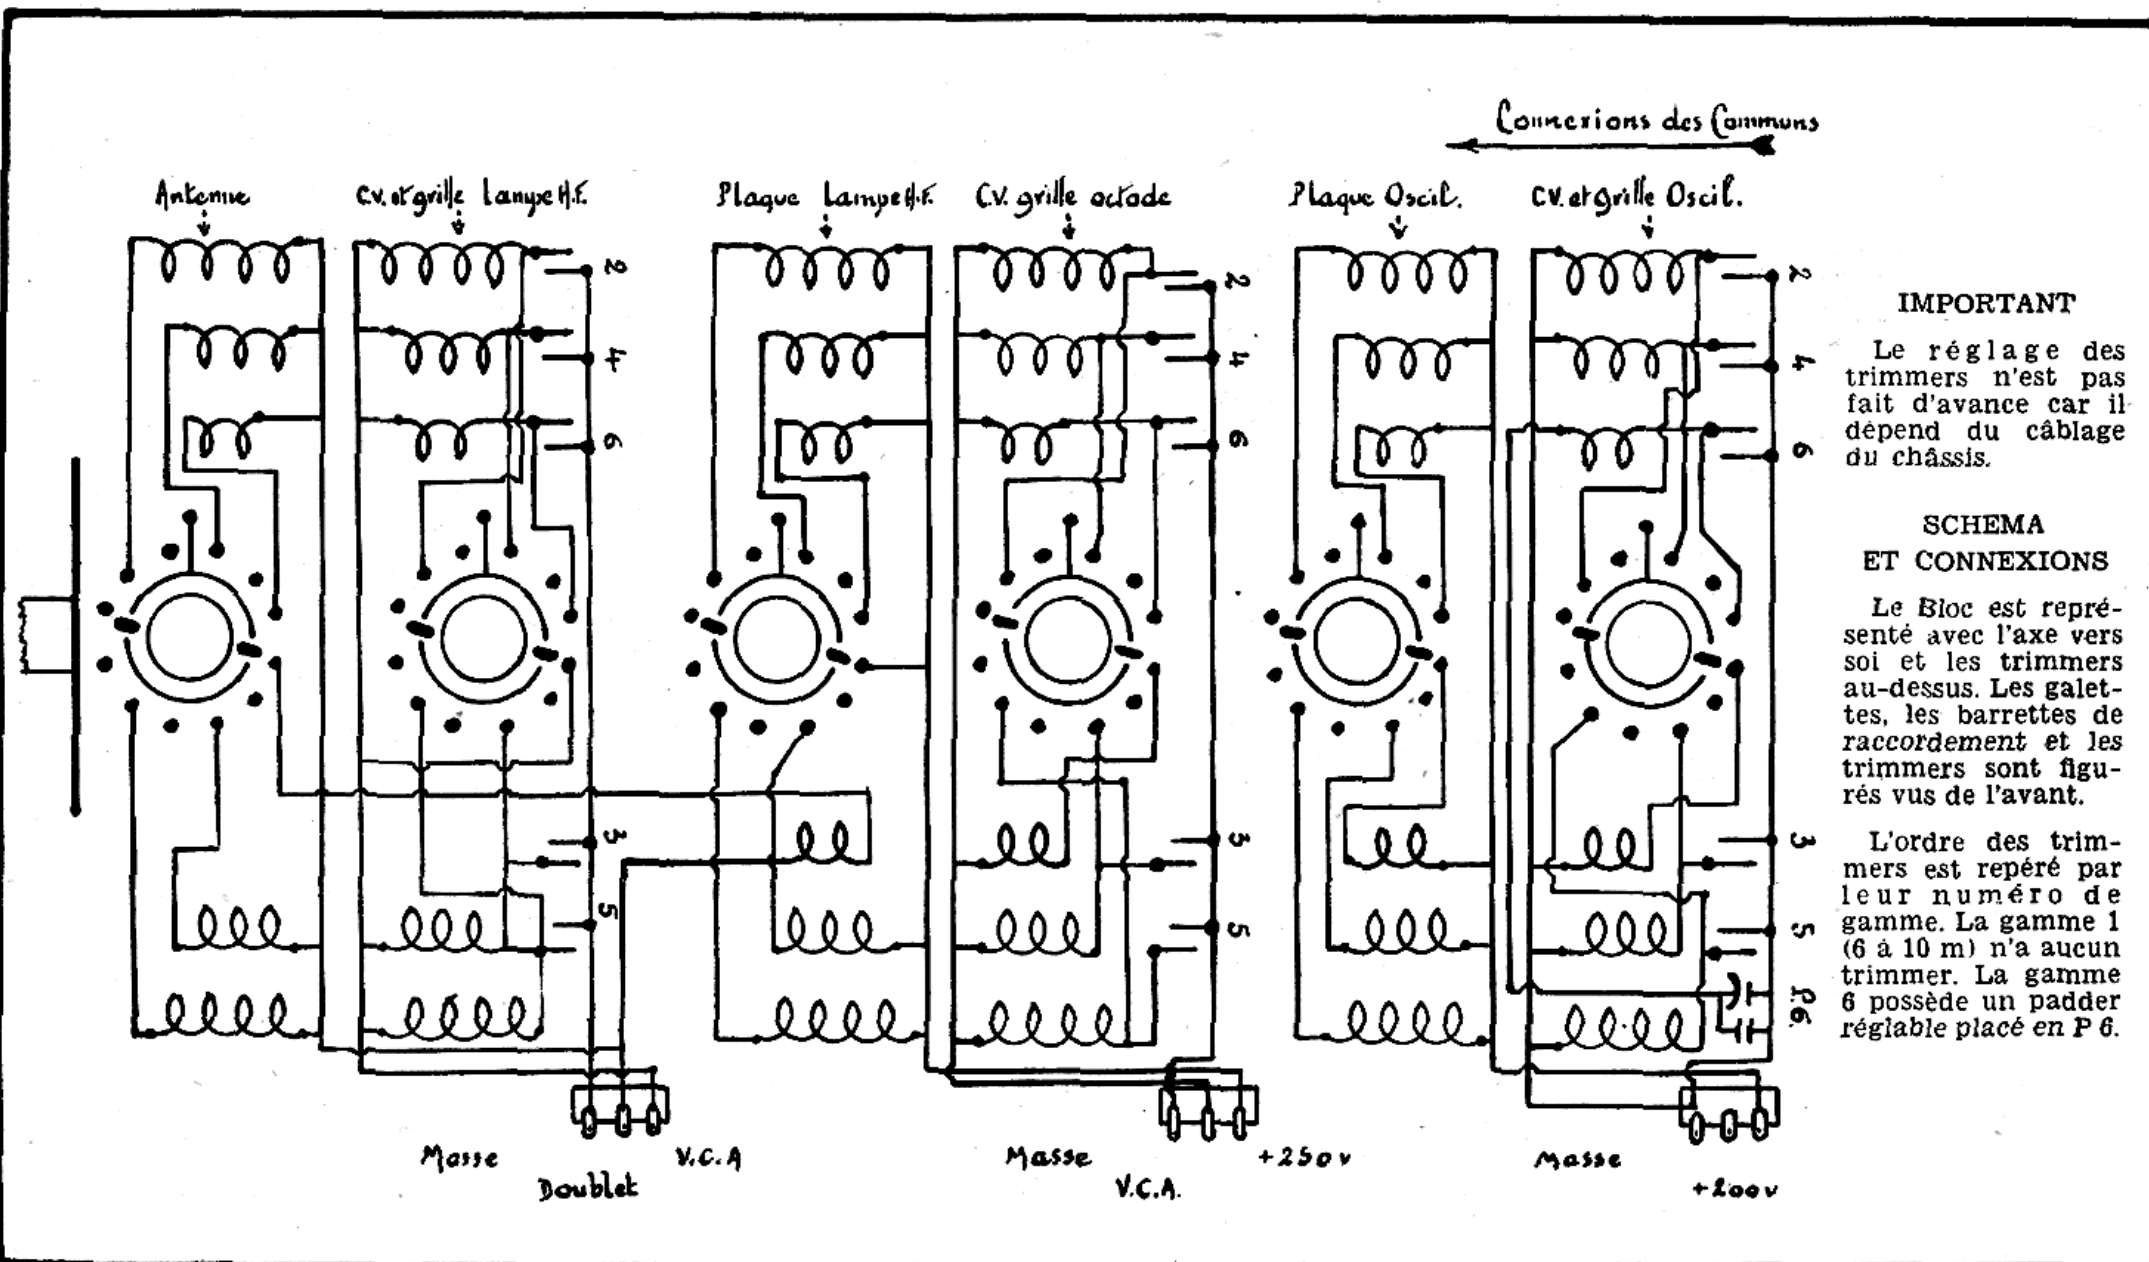 Connexions des Communs
Antenne
C.V. et grille Lampe H.F.
Plaque Lampe H.F.
C.V. grille octode
Plaque Oscil.
C.V. et grille Oscil.
2
4
6
3
5
2
4
6
3
5
2
4
6
3
5
P.6.
Masse
Doublet
V.C.A
Masse
V.C.A.
+250v
Masse
+200v
IMPORTANT
Le réglage des
trimmers n'est pas
fait d'avance car il
dépend du câblage
du châssis.
SCHEMA
ET CONNEXIONS
Le Bloc est repré-
senté avec l'axe vers
soi et les trimmers
au-dessus. Les galet-
tes, les barrettes de
raccordement et les
trimmers sont figu-
rés vus de l'avant.
L'ordre des trim-
mers est repéré par
leur numéro de
gamme. La gamme 1
(6 à 10 m) n'a aucun
trimmer. La gamme
6 possède un padder
réglable placé en P 6.